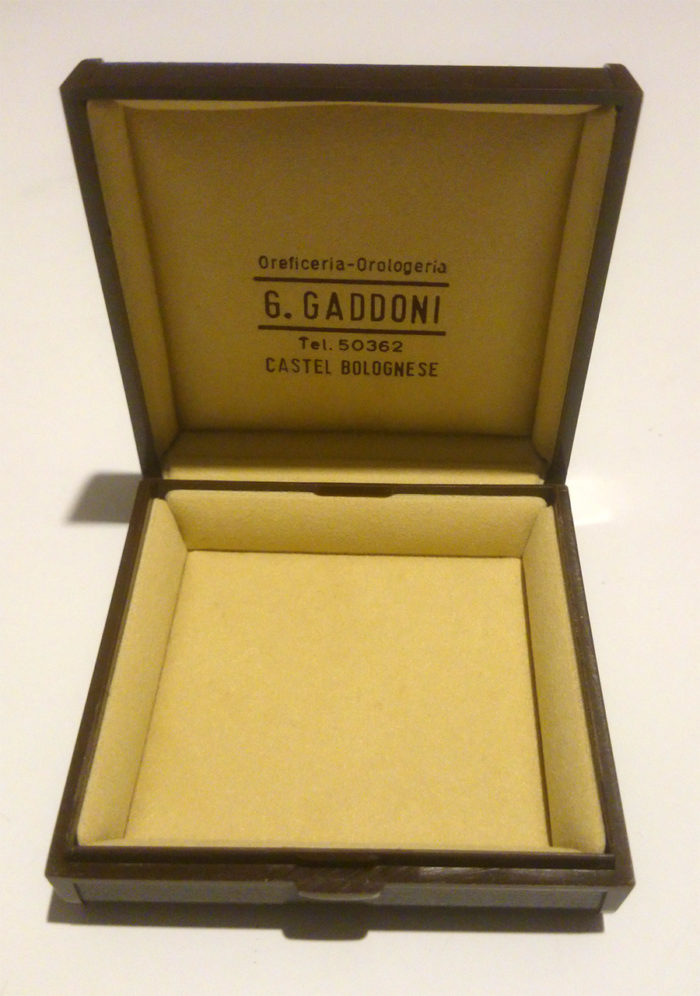 Oreficeria-Orologeria
G. GADDONI
Tel. 50362
CASTEL BOLOGNESE